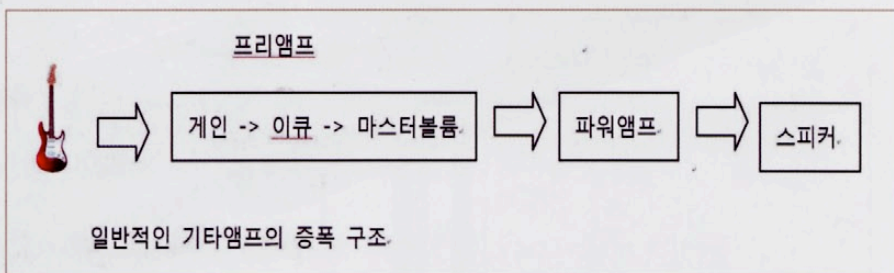 프리앰프
게인 -> 이큐 -> 마스터볼륨
파워앰프
스피커
일반적인 기타앰프의 증폭 구조